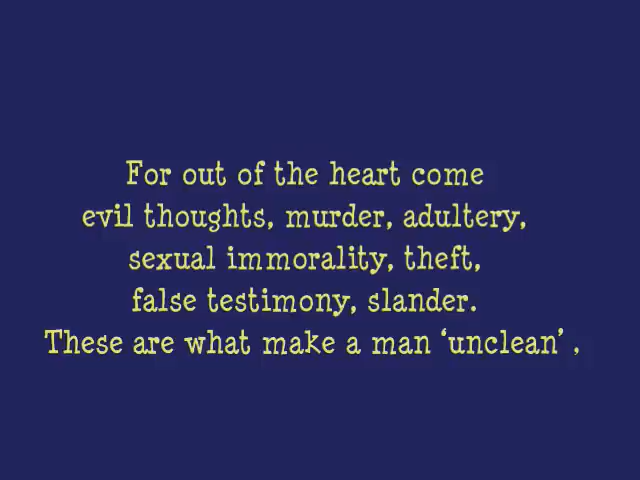 For out of the heart come
evil thoughts, murder, adultery,
sexual immorality, theft,
false testimony, slander.
These are what make a man ‘unclean’ ,